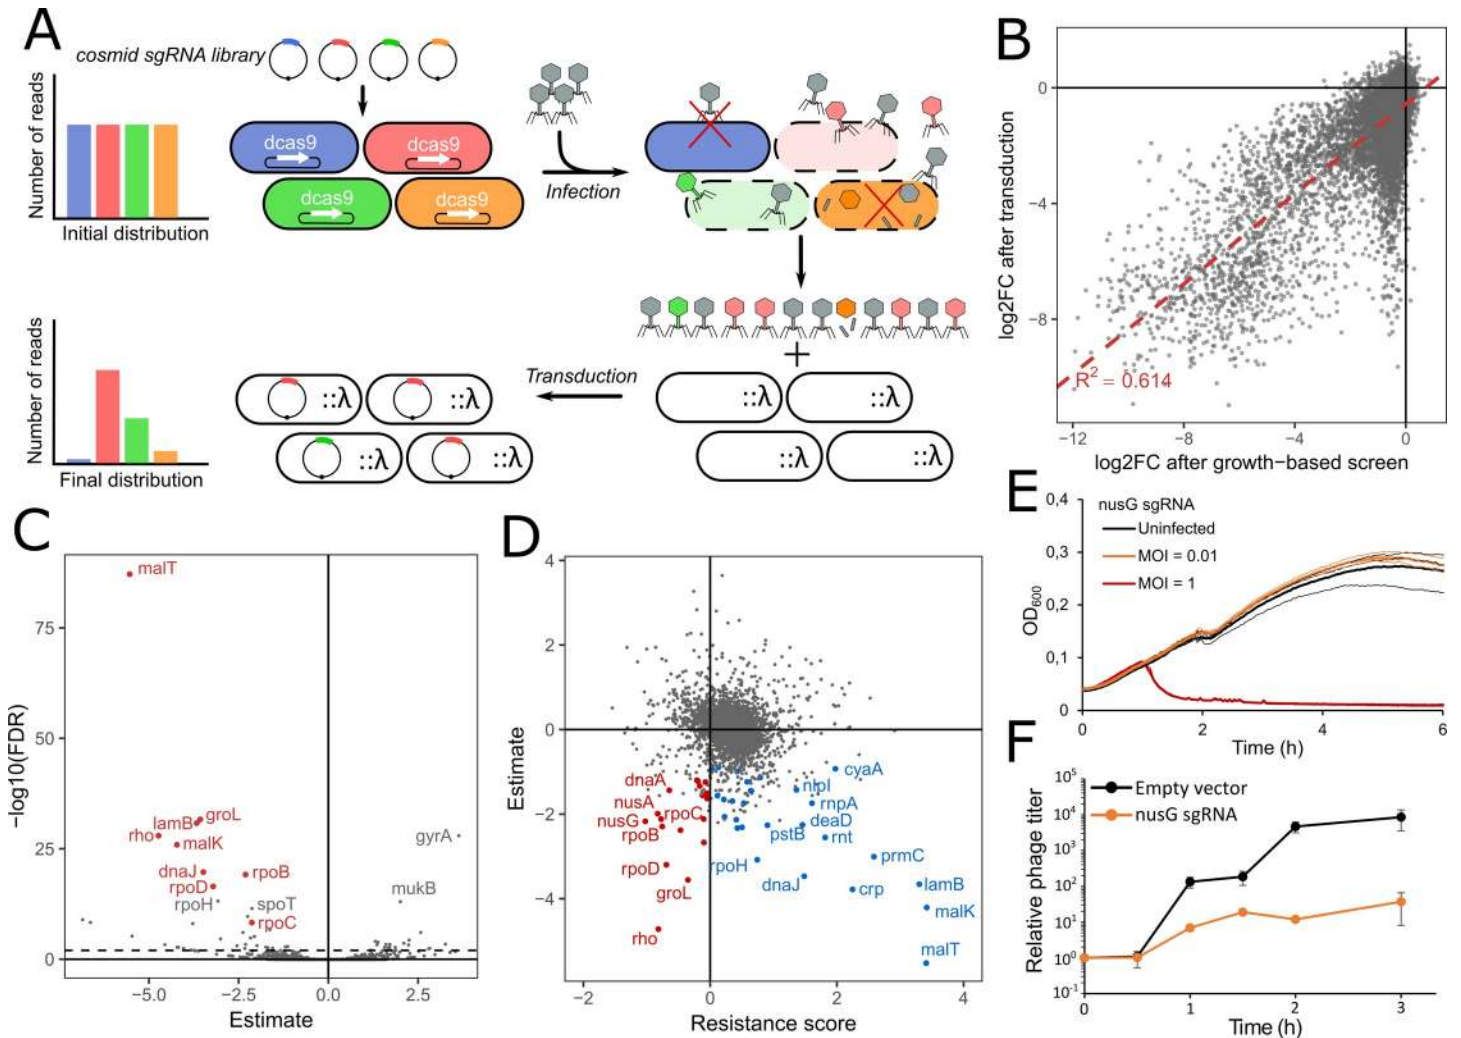 A
cosmid sgRNA library
Number of reads
Initial distribution
dcas9
dcas9
dcas9
dcas9
Infection
Number of reads
Final distribution
::λ
::λ
::λ
::λ
Transduction
+
::λ
::λ
::λ
::λ
B
log2FC after transduction
0
−4
−8
R² = 0.614
−12
−8
−4
0
log2FC after growth−based screen
C
−log10(FDR)
75
50
25
0
malT
lamB
groL
rho
malK
gyrA
dnaJ
rpoB
rpoD
mukB
rpoH
spoT
rpoC
−5.0
−2.5
0.0
2.5
Estimate
D
Estimate
4
2
0
−2
−4
dnaA
nusA
rpoC
nusG
rpoB
rpoD
groL
rho
cyaA
nlpI
rnpA
deaD
pstB
rnt
rpoH
prmC
dnaJ
crp
lamB
malK
malT
−2
0
2
4
Resistance score
E
nusG sgRNA
Uninfected
MOI = 0.01
MOI = 1
OD600
0,4
0,3
0,2
0,1
0
0
2
4
6
Time (h)
F
Relative phage titer
10⁵
10⁴
10³
10²
10¹
10⁰
10⁻¹
Empty vector
nusG sgRNA
0
1
2
3
Time (h)